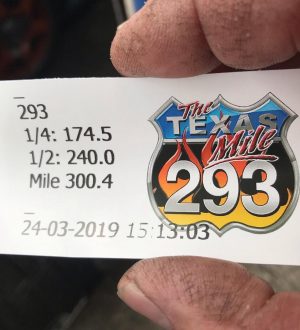 293
1/4: 174.5
1/2: 240.0
Mile 300.4
24-03-2019 15:13:03
The
TEXAS
Mile
293